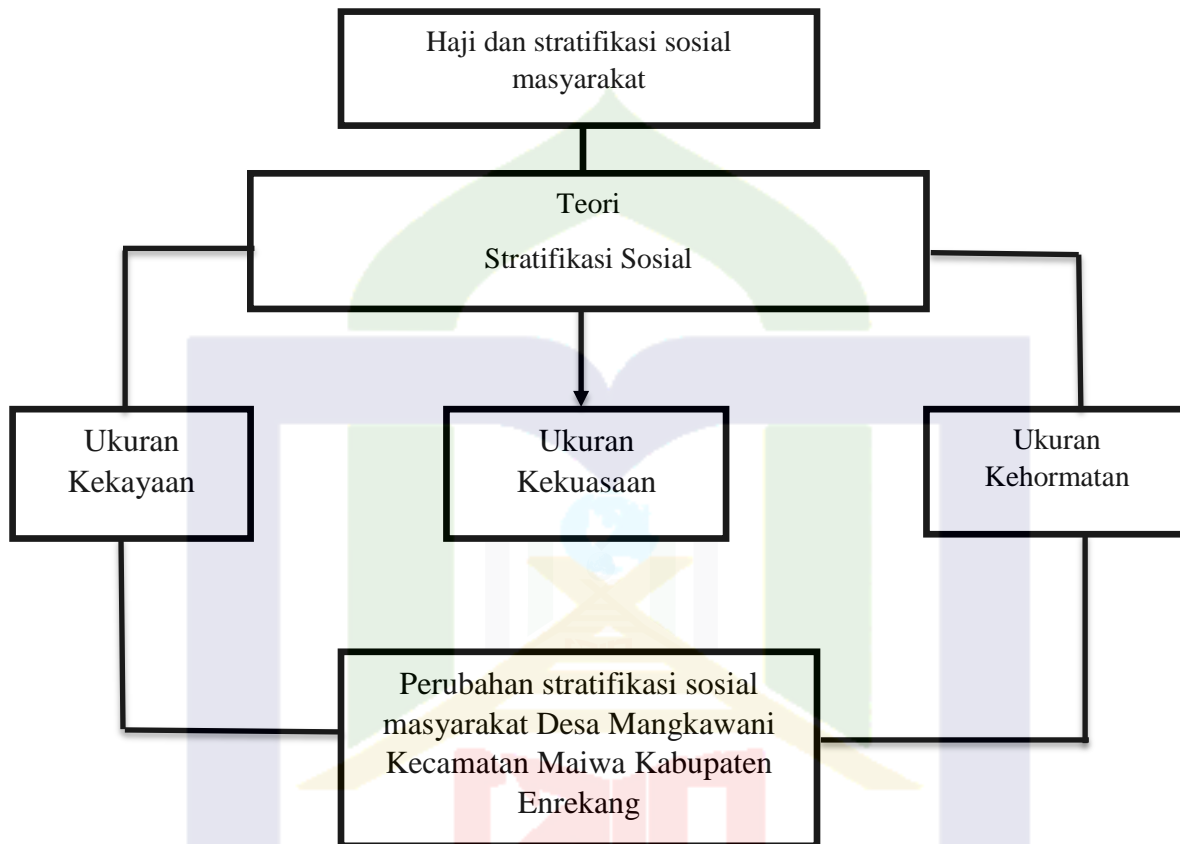 Haji dan stratifikasi sosial
masyarakat
Teori
Stratifikasi Sosial
Ukuran
Kekayaan
Ukuran
Kekuasaan
Ukuran
Kehormatan
Perubahan stratifikasi sosial
masyarakat Desa Mangkawani
Kecamatan Maiwa Kabupaten
Enrekang